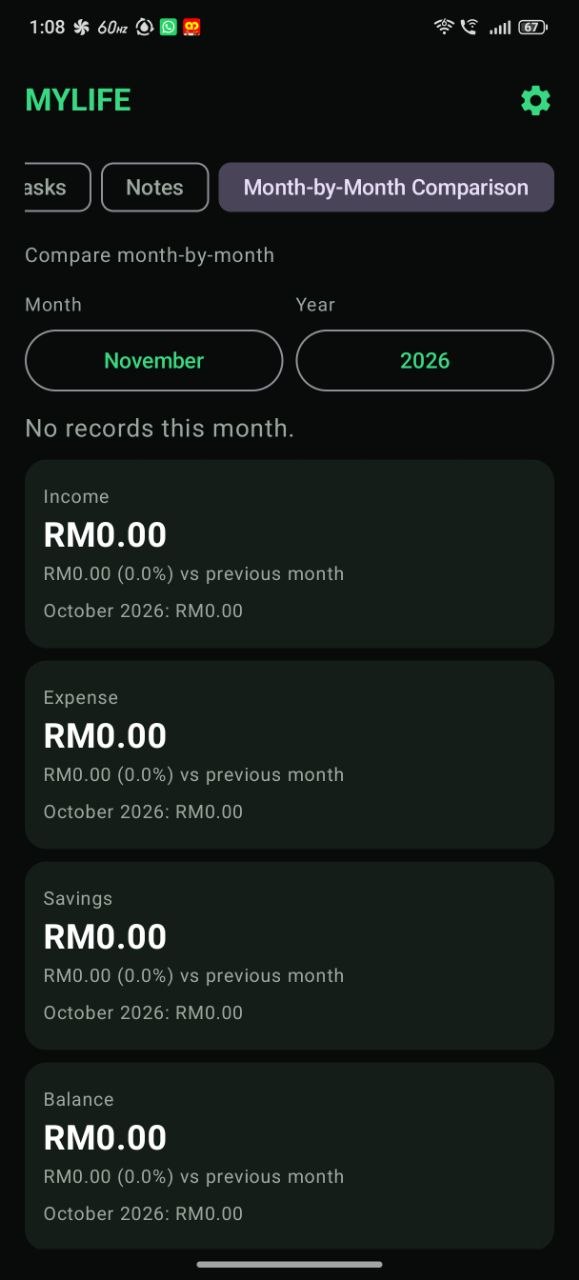 1:08 60HZ 67
MYLIFE
asks Notes Month-by-Month Comparison
Compare month-by-month
Month Year
November 2026
No records this month.
Income
RM0.00
RM0.00 (0.0%) vs previous month
October 2026: RM0.00
Expense
RM0.00
RM0.00 (0.0%) vs previous month
October 2026: RM0.00
Savings
RM0.00
RM0.00 (0.0%) vs previous month
October 2026: RM0.00
Balance
RM0.00
RM0.00 (0.0%) vs previous month
October 2026: RM0.00